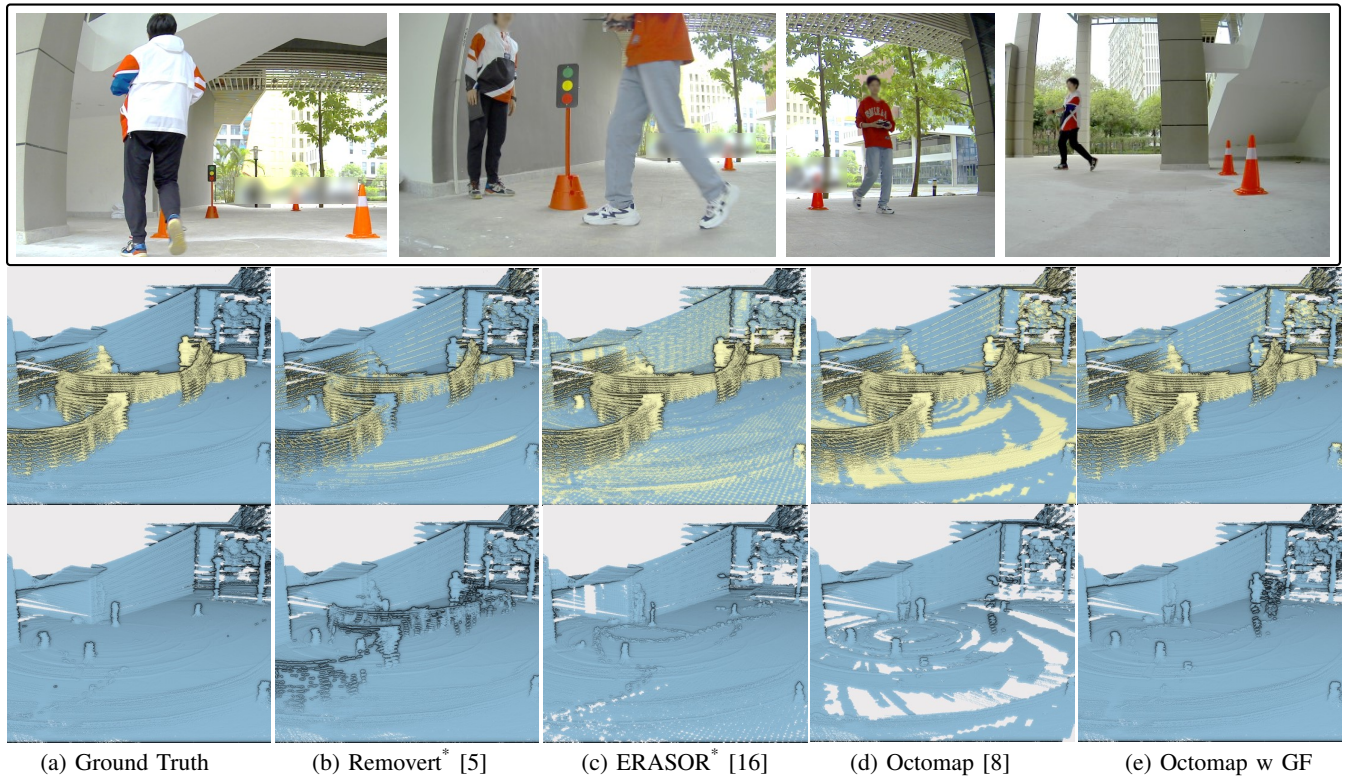 (a) Ground Truth
(b) Removert* [5]
(c) ERASOR* [16]
(d) Octomap [8]
(e) Octomap w GF